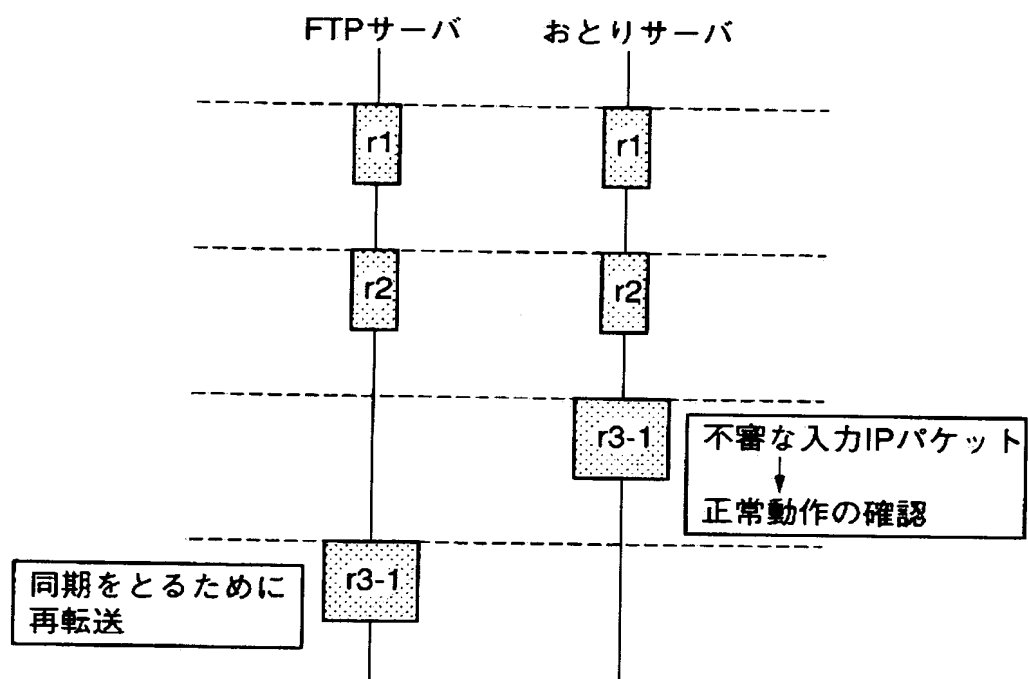 FTPサーバ
おとりサーバ
r1
r1
r2
r2
r3-1
不審な入力IPパケット
正常動作の確認
r3-1
同期をとるために
再転送